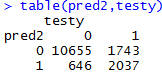 > table(pred2,testy)
testy
pred2 0 1
0 10655 1743
1 646 2037